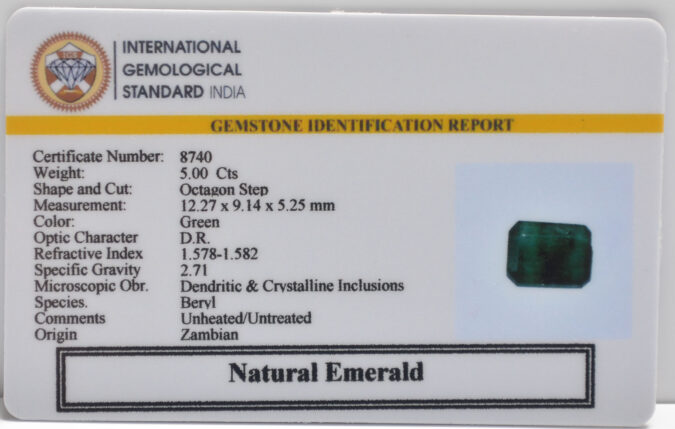 IGS
INTERNATIONAL
GEMOLOGICAL
STANDARD INDIA
GEMSTONE IDENTIFICATION REPORT
Certificate Number: 8740
Weight: 5.00 Cts
Shape and Cut: Octagon Step
Measurement: 12.27 x 9.14 x 5.25 mm
Color: Green
Optic Character D.R.
Refractive Index 1.578-1.582
Specific Gravity 2.71
Microscopic Obr. Dendritic & Crystalline Inclusions
Species. Beryl
Comments Unheated/Untreated
Origin Zambian
Natural Emerald